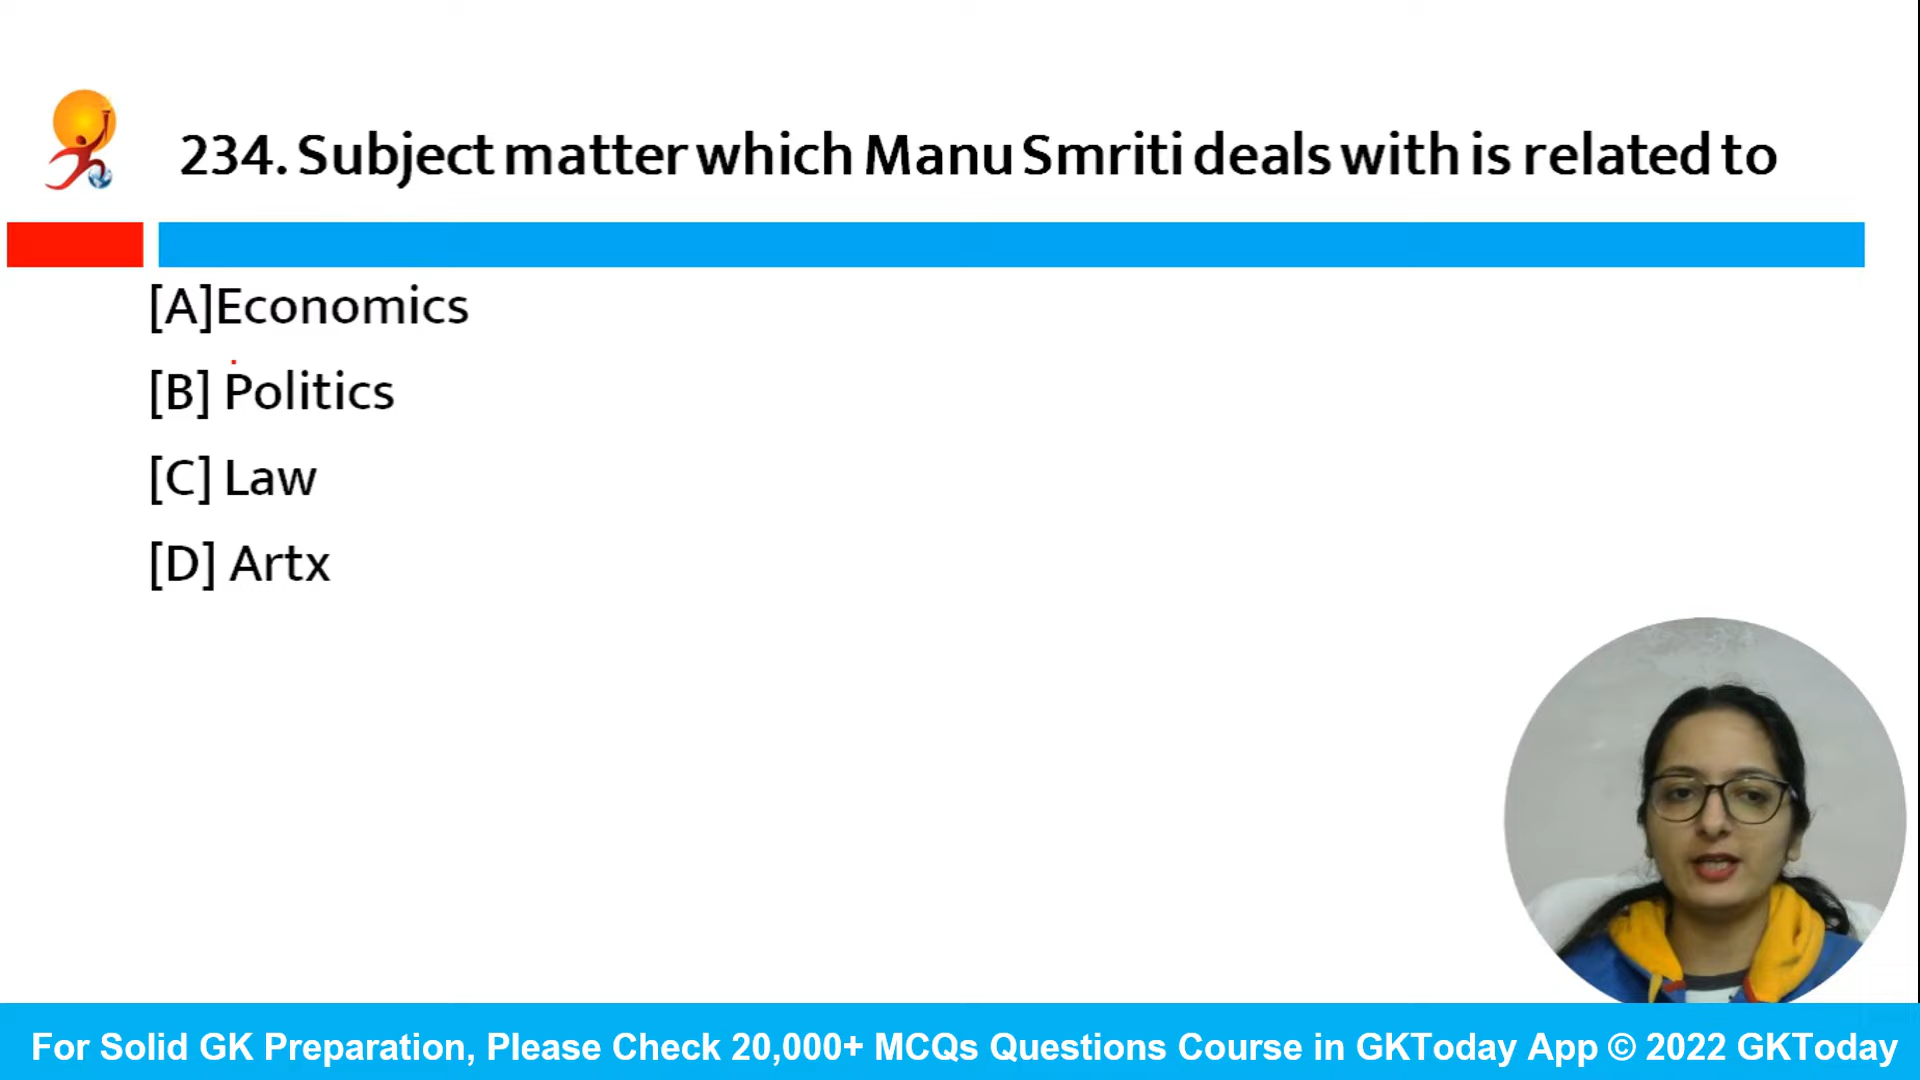 234. Subject matter which Manu Smriti deals with is related to
[A]Economics
[B] Politics
[C] Law
[D] Artx
For Solid GK Preparation, Please Check 20,000+ MCQs Questions Course in GKToday App © 2022 GKToday